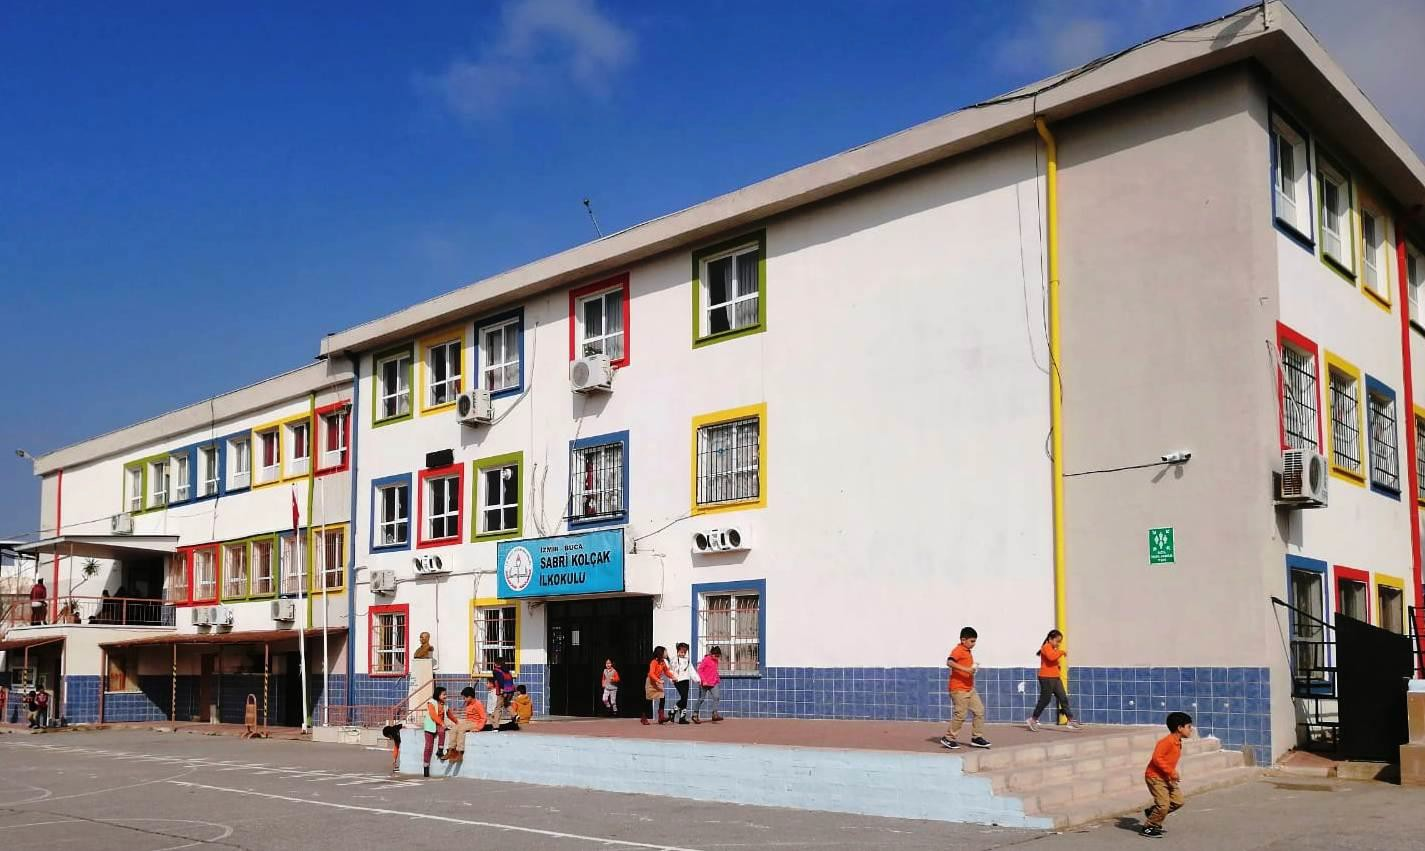 İZMİR - BUCA
SABRİ KOLÇAK
İLKOKULU